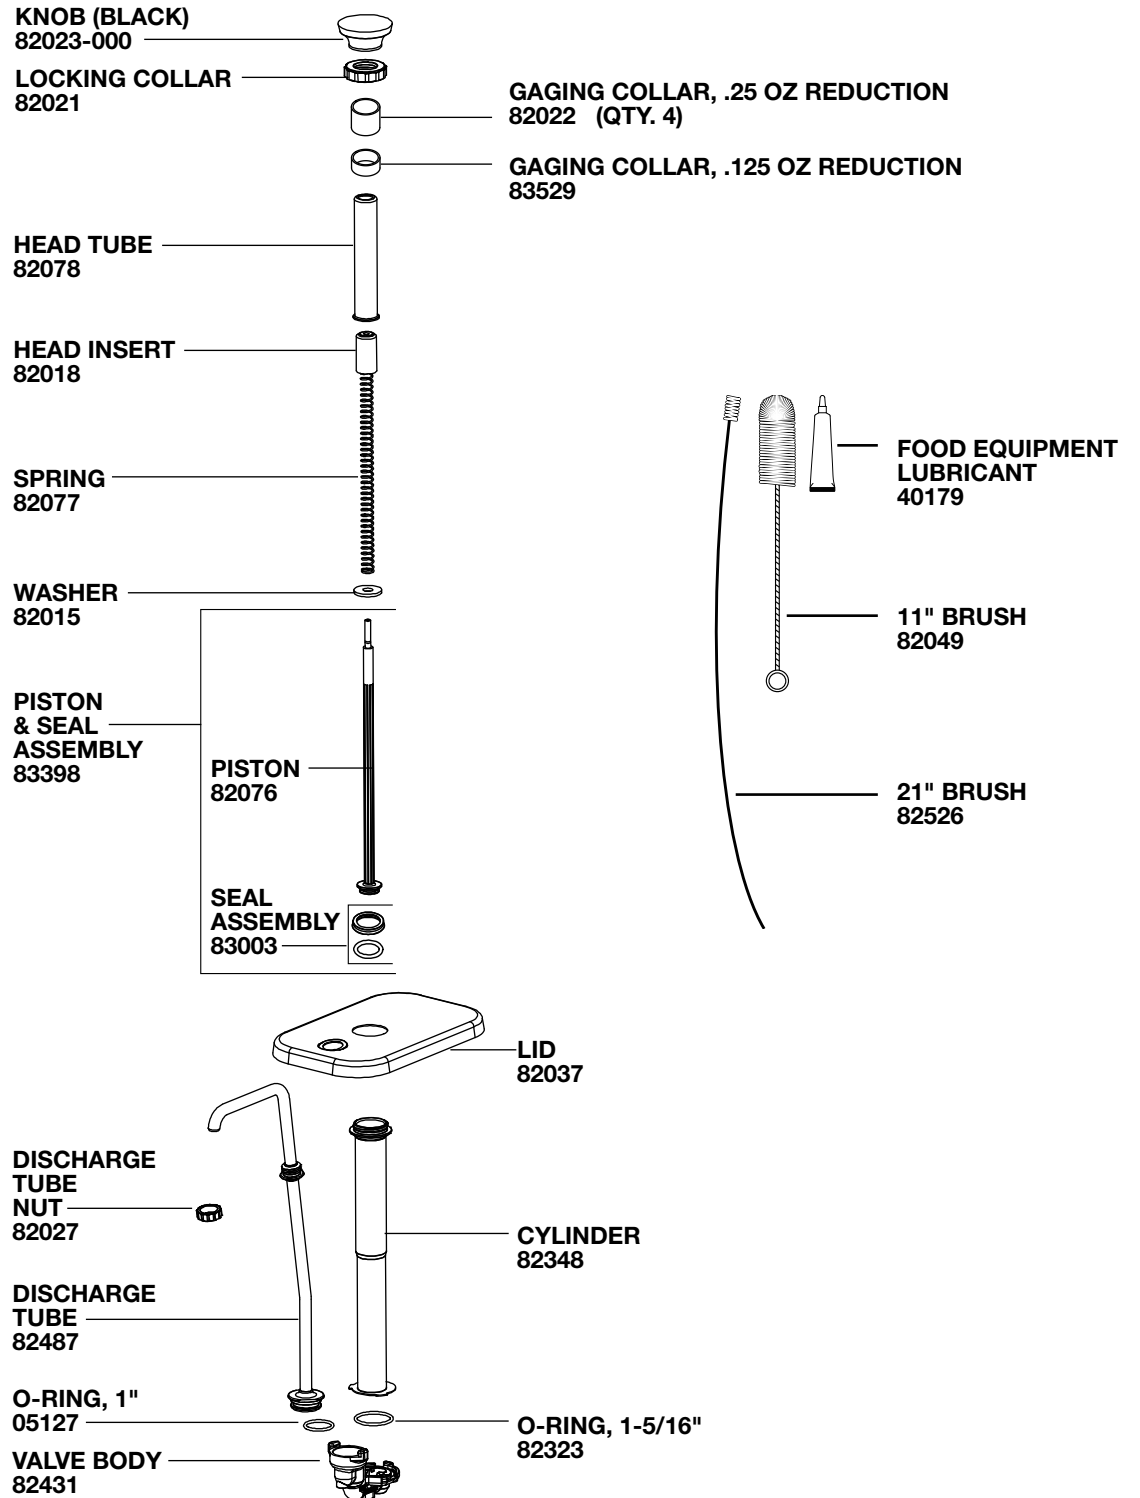 KNOB (BLACK)
82023-000
LOCKING COLLAR
82021
GAGING COLLAR, .25 OZ REDUCTION
82022 (QTY. 4)
GAGING COLLAR, .125 OZ REDUCTION
83529
HEAD TUBE
82078
HEAD INSERT
82018
SPRING
82077
WASHER
82015
PISTON
& SEAL
ASSEMBLY
83398
PISTON
82076
SEAL
ASSEMBLY
83003
FOOD EQUIPMENT
LUBRICANT
40179
11" BRUSH
82049
21" BRUSH
82526
LID
82037
DISCHARGE
TUBE
NUT
82027
CYLINDER
82348
DISCHARGE
TUBE
82487
O-RING, 1"
05127
O-RING, 1-5/16"
82323
VALVE BODY
82431